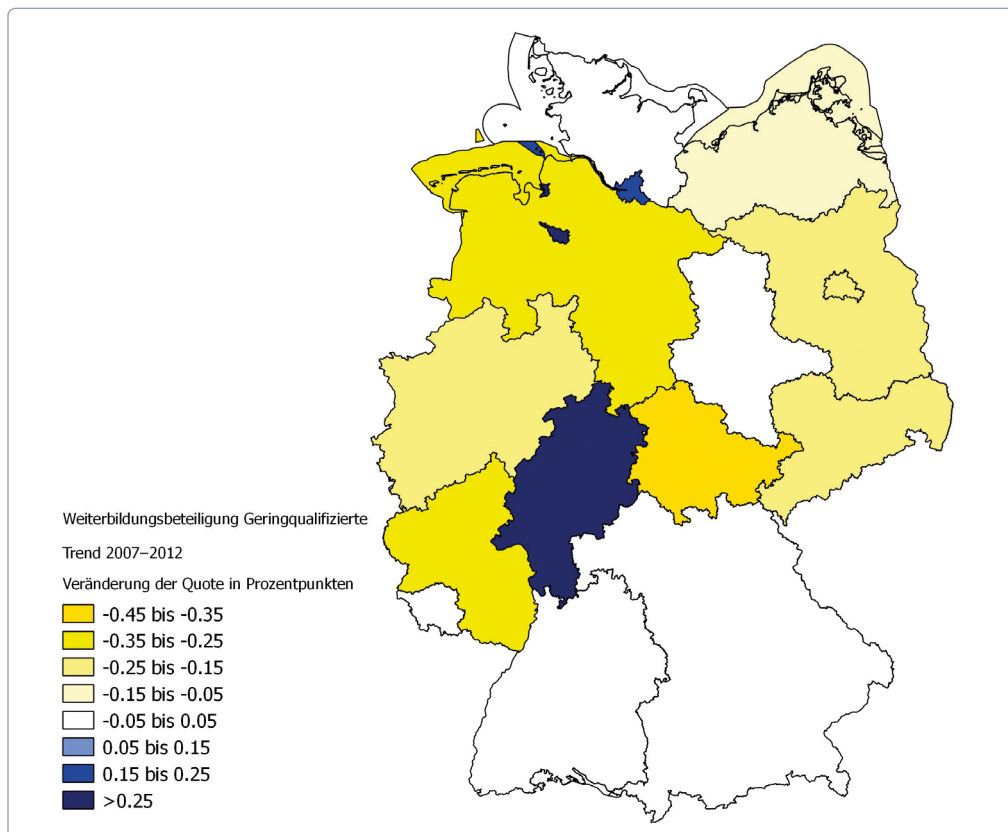 Weiterbildungsbeteiligung Geringqualifizierte
Trend 2007–2012
Veränderung der Quote in Prozentpunkten
-0.45 bis -0.35
-0.35 bis -0.25
-0.25 bis -0.15
-0.15 bis -0.05
-0.05 bis 0.05
0.05 bis 0.15
0.15 bis 0.25
>0.25